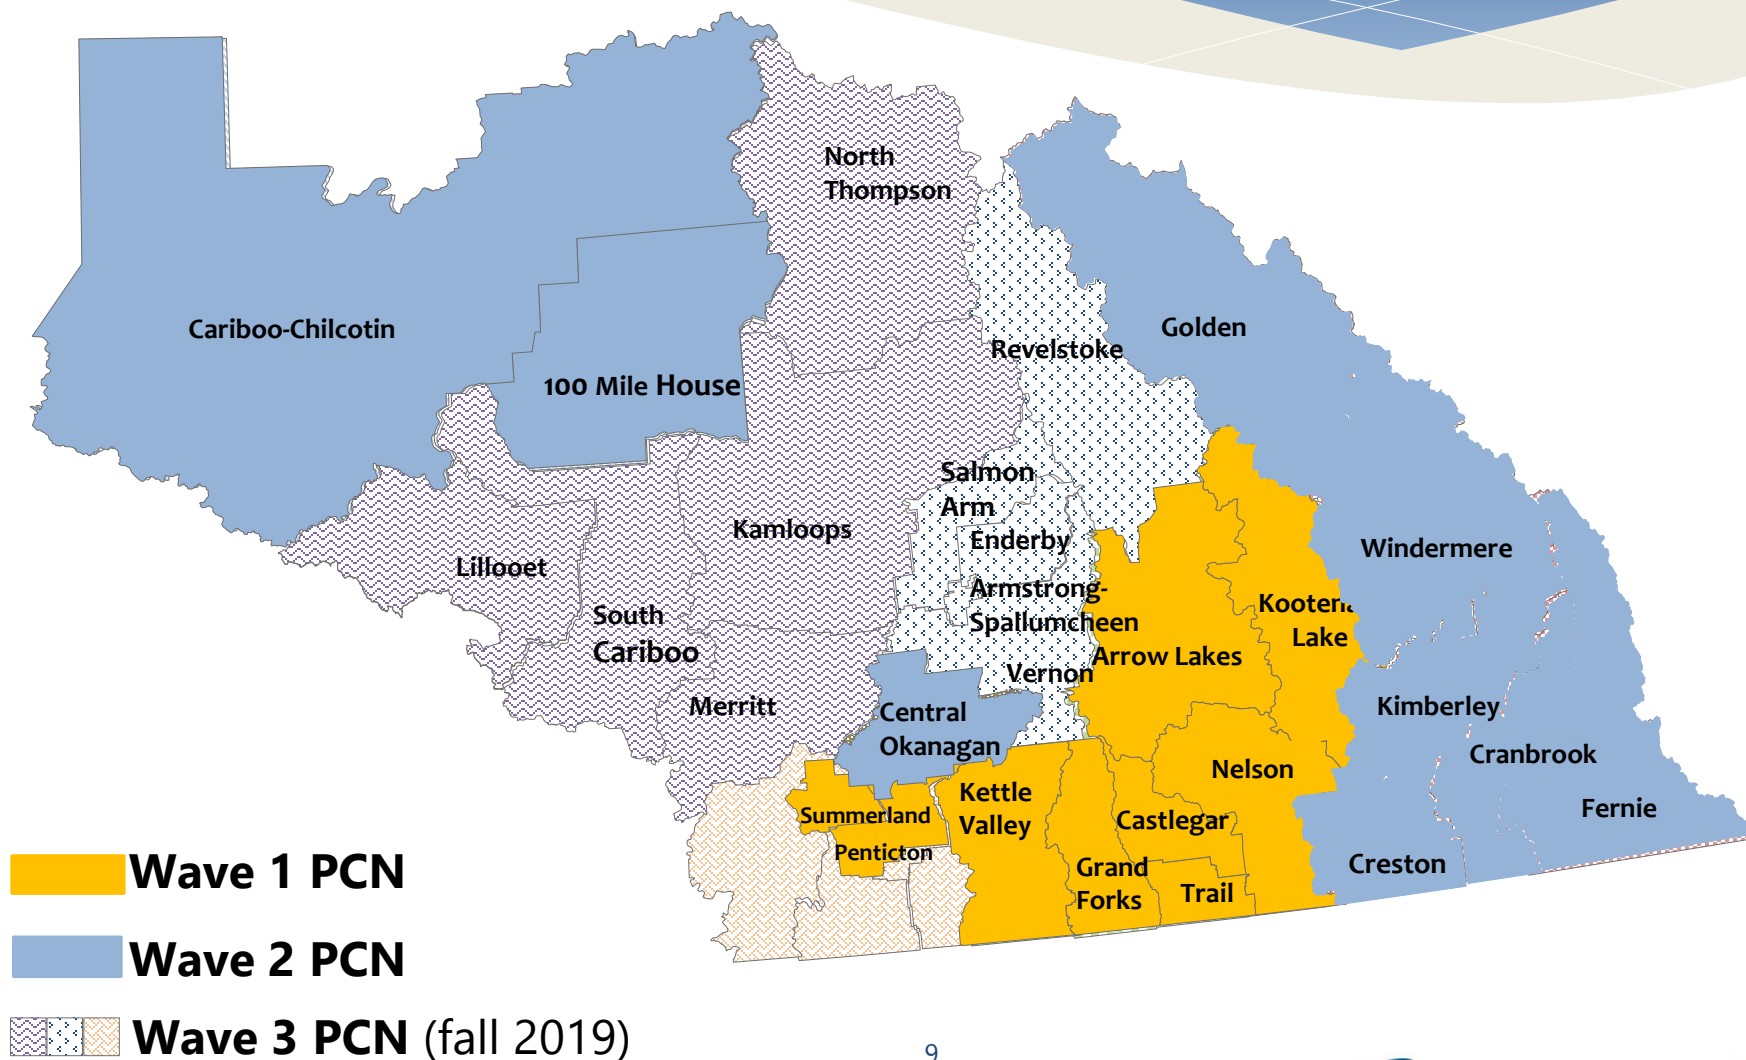 North
Thompson
Cariboo-Chilcotin
Golden
Revelstoke
100 Mile House
Salmon
Arm
Kamloops
Enderby
Windermere
Lillooet
Armstrong-
Spallumcheen
South
Cariboo
Lake
Arrow Lakes
Vernon
Merritt
Central
Okanagan
Kimberley
Cranbrook
Nelson
Kettle
Valley
Summerland
Castlegar
Fernie
Penticton
Grand
Forks
Trail
Creston
Wave 1 PCN
Wave 2 PCN
Wave 3 PCN (fall 2019)
9